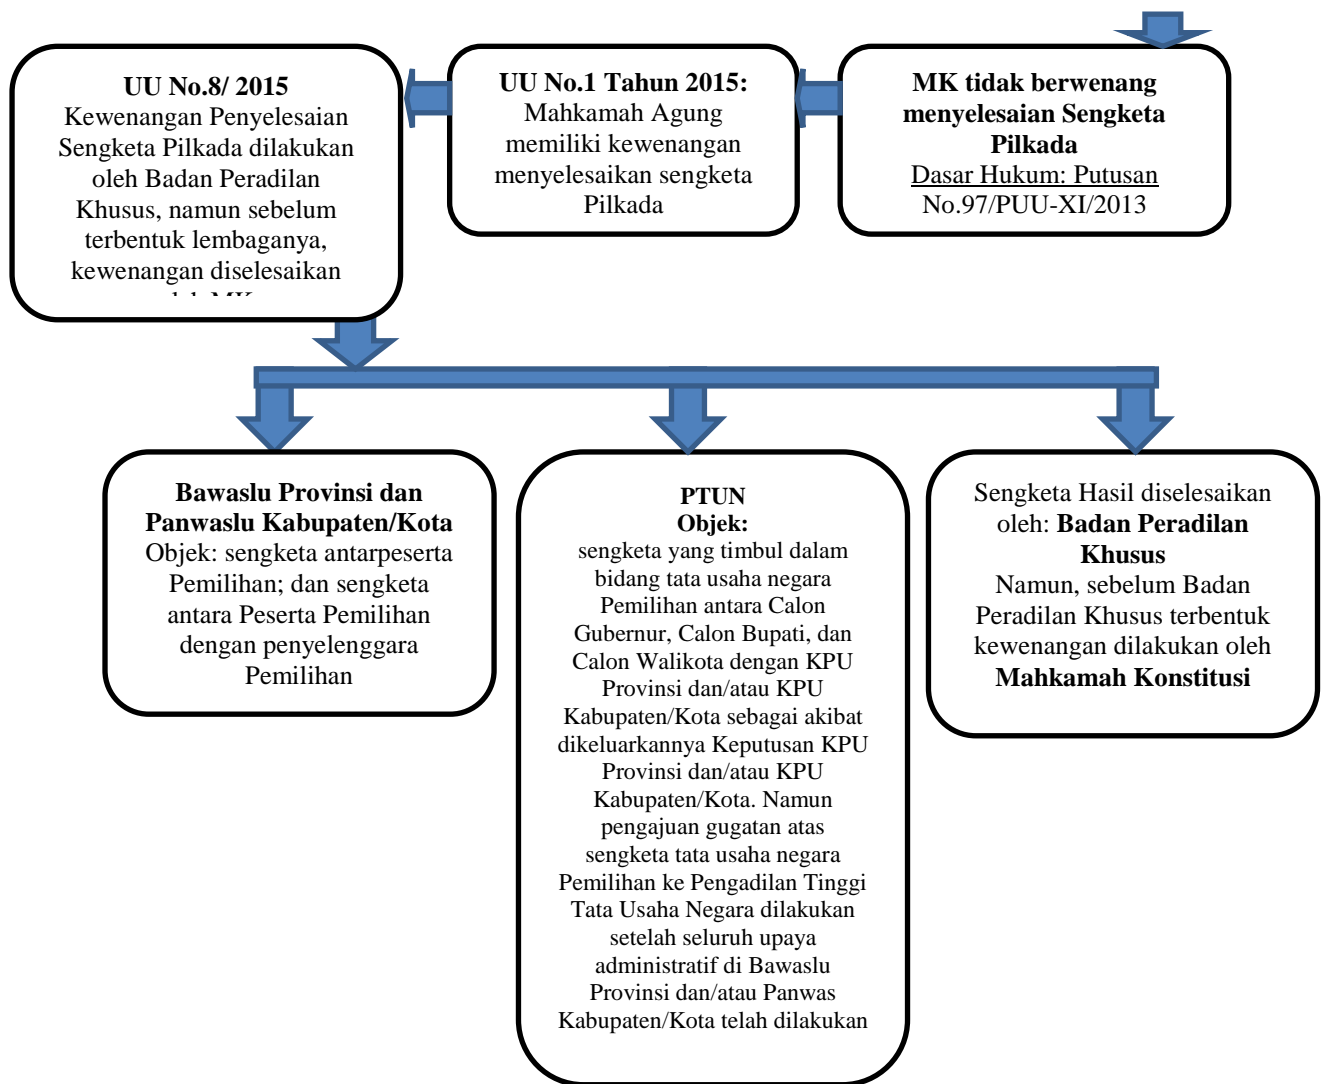 UU No.8/ 2015
Kewenangan Penyelesaian
Sengketa Pilkada dilakukan
oleh Badan Peradilan
Khusus, namun sebelum
terbentuk lembaganya,
kewenangan diselesaikan
UU No.1 Tahun 2015:
Mahkamah Agung
memiliki kewenangan
menyelesaikan sengketa
Pilkada
MK tidak berwenang
menyelesaian Sengketa
Pilkada
Dasar Hukum: Putusan
No.97/PUU-XI/2013
Bawaslu Provinsi dan
Panwaslu Kabupaten/Kota
Objek: sengketa antarpeserta
Pemilihan; dan sengketa
antara Peserta Pemilihan
dengan penyelenggara
Pemilihan
PTUN
Objek:
sengketa yang timbul dalam
bidang tata usaha negara
Pemilihan antara Calon
Gubernur, Calon Bupati, dan
Calon Walikota dengan KPU
Provinsi dan/atau KPU
Kabupaten/Kota sebagai akibat
dikeluarkannya Keputusan KPU
Provinsi dan/atau KPU
Kabupaten/Kota. Namun
pengajuan gugatan atas
sengketa tata usaha negara
Pemilihan ke Pengadilan Tinggi
Tata Usaha Negara dilakukan
setelah seluruh upaya
administratif di Bawaslu
Provinsi dan/atau Panwas
Kabupaten/Kota telah dilakukan
Sengketa Hasil diselesaikan
oleh: Badan Peradilan
Khusus
Namun, sebelum Badan
Peradilan Khusus terbentuk
kewenangan dilakukan oleh
Mahkamah Konstitusi